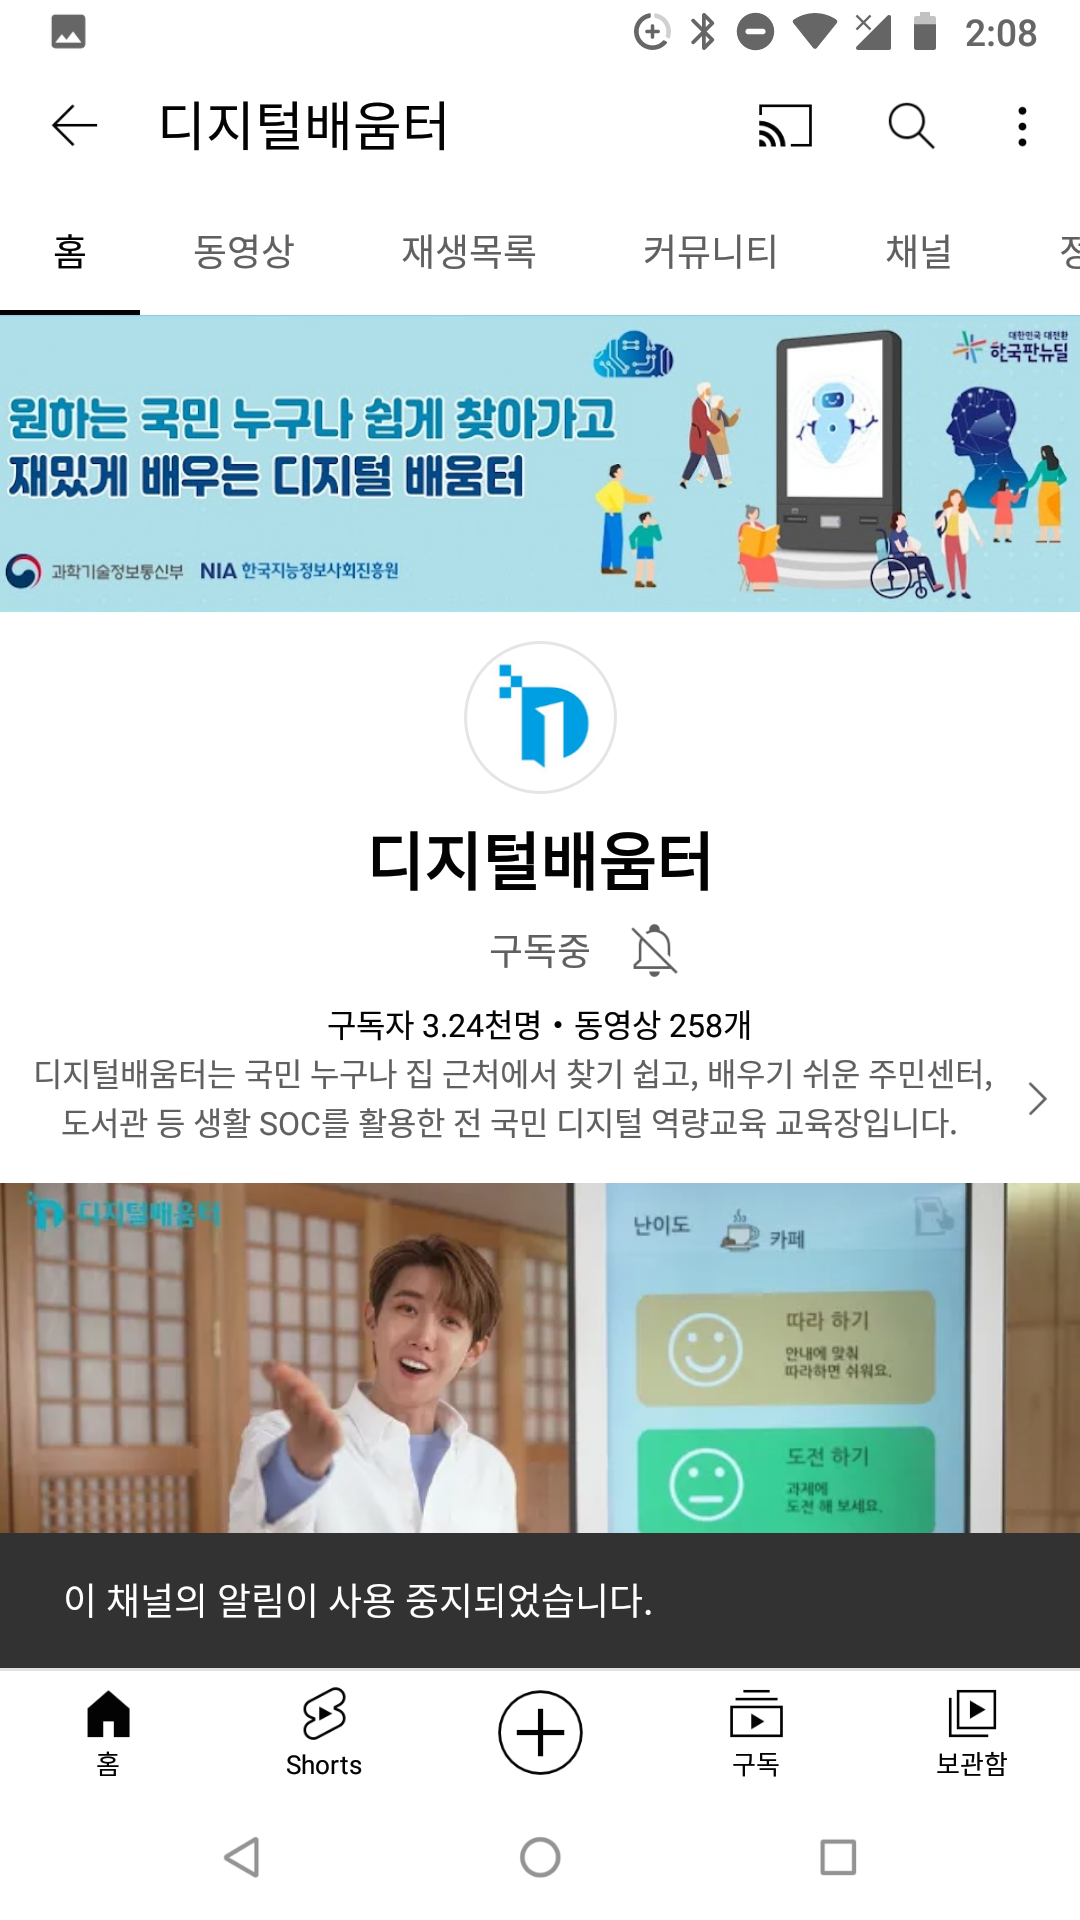 2:08
디지털배움터
홈 동영상 재생목록 커뮤니티 채널
대한민국 대전환
한국판뉴딜
원하는 국민 누구나 쉽게 찾아가고
재밌게 배우는 디지털 배움터
과학기술정보통신부 NIA 한국지능정보사회진흥원
디지털배움터
구독중
구독자 3.24천명 • 동영상 258개
디지털배움터는 국민 누구나 집 근처에서 찾기 쉽고, 배우기 쉬운 주민센터,
도서관 등 생활 SOC를 활용한 전 국민 디지털 역량교육 교육장입니다.
디지털배움터
난이도 카페
따라 하기
안내에 맞춰
따라하면 쉬워요.
도전 하기
과제에
도전 해 보세요.
이 채널의 알림이 사용 중지되었습니다.
홈 Shorts 구독 보관함